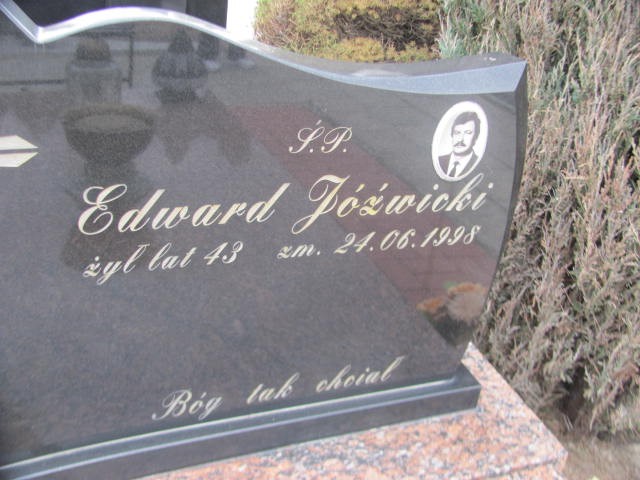 Ś.P.
Edward Jóźwicki
żył lat 43 zm. 24.06.1998
Bóg tak chciał